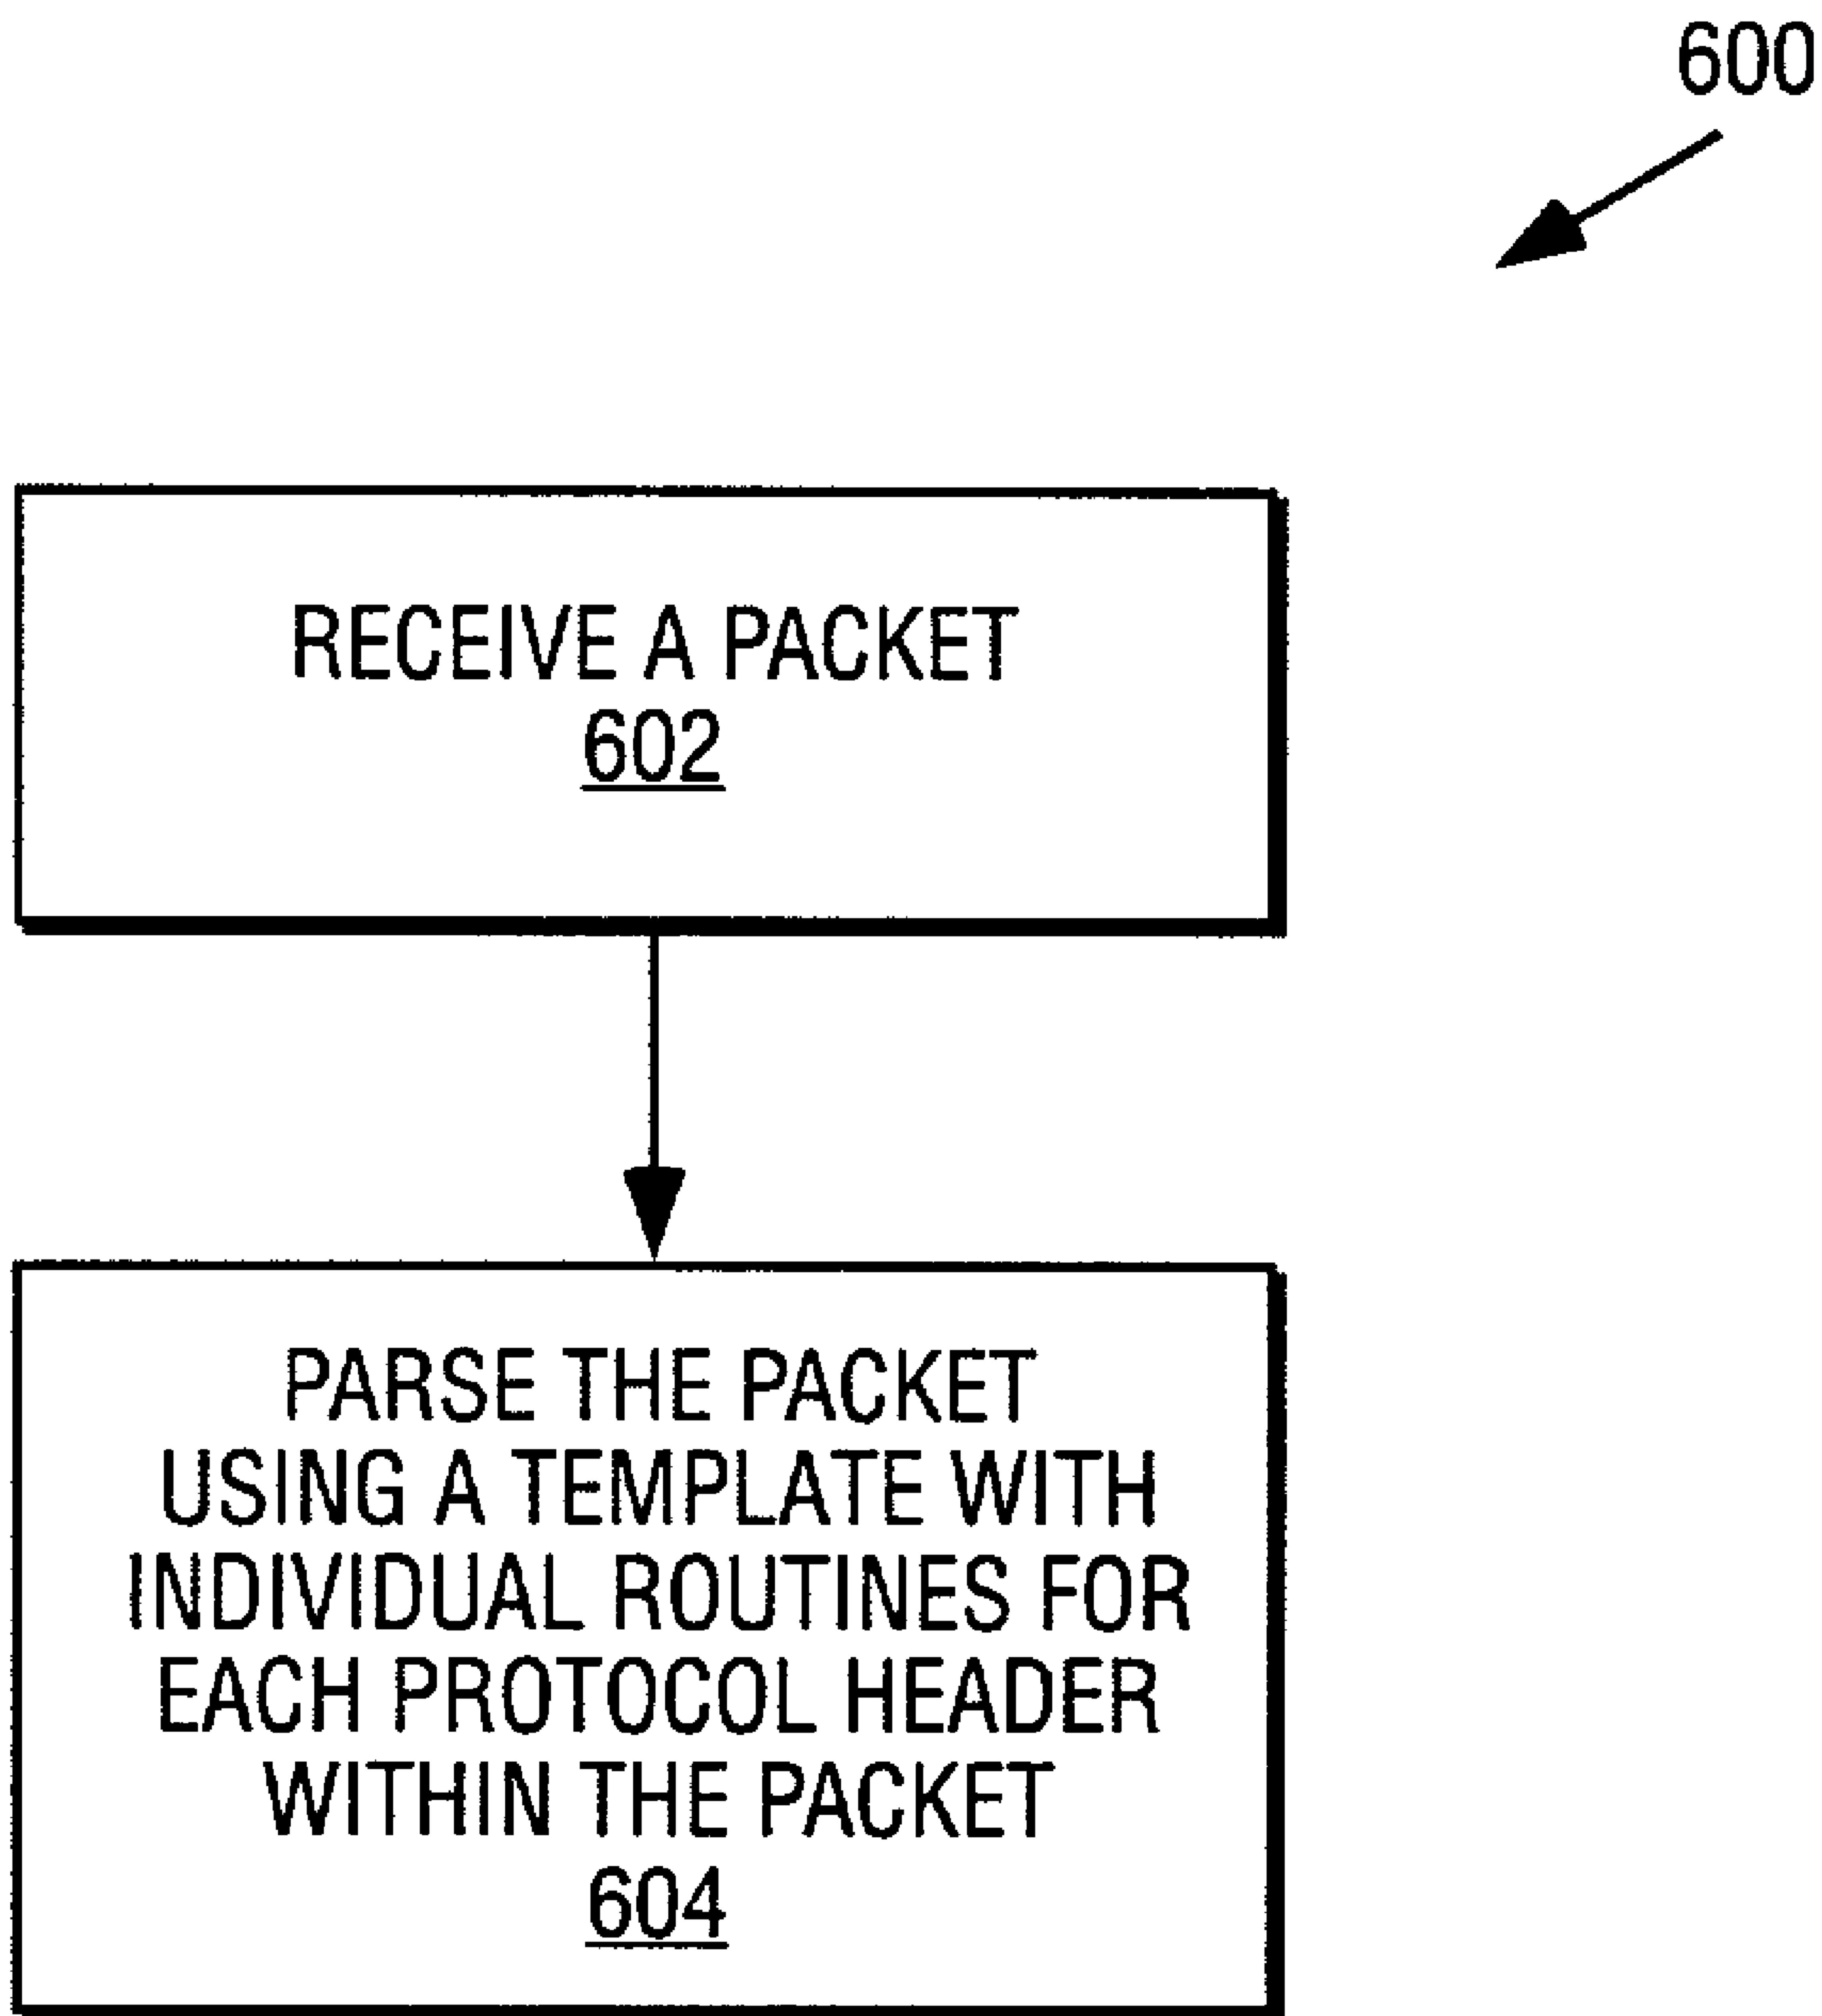 600
RECEIVE A PACKET
602
PARSE THE PACKET
USING A TEMPLATE WITH
INDIVIDUAL ROUTINES FOR
EACH PROTOCOL HEADER
WITHIN THE PACKET
604